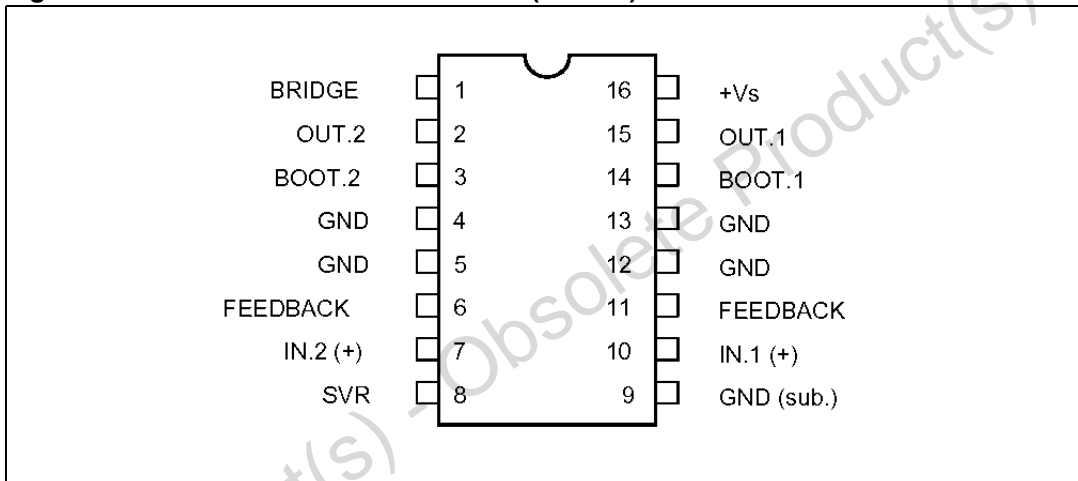 BRIDGE 1 16 +Vs
OUT.2 2 15 OUT.1
BOOT.2 3 14 BOOT.1
GND 4 13 GND
GND 5 12 GND
FEEDBACK 6 11 FEEDBACK
IN.2 (+) 7 10 IN.1 (+)
SVR 8 9 GND (sub.)
t(s) - Obsolete Product(s)